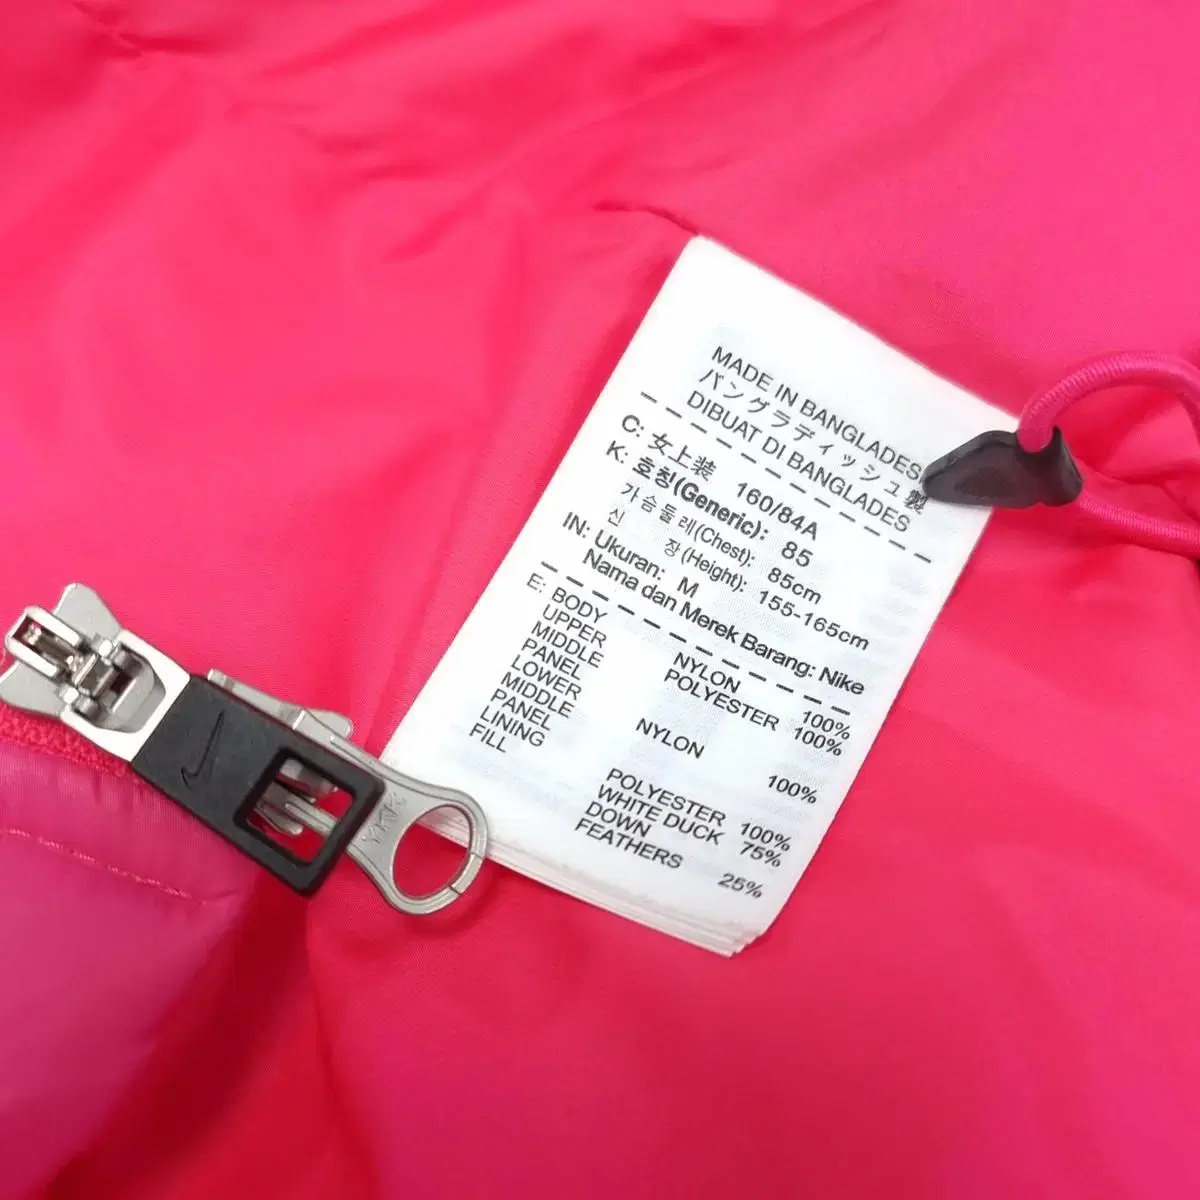 MADE IN BANGLADES
バングラディッシュ製
DIBUAT DI BANGLADES
C: 女上装 160/84A
K: 호칭(Generic): 85
가슴둘레(Chest): 85cm
신 장(Height): 155-165cm
IN: Ukuran: M
Nama dan Merek Barang: Nike
E: BODY NYLON 100%
UPPER POLYESTER 100%
MIDDLE
PANEL
LOWER NYLON 100%
MIDDLE
PANEL
LINING POLYESTER 100%
FILL WHITE DUCK 75%
DOWN
FEATHERS 25%
YKK